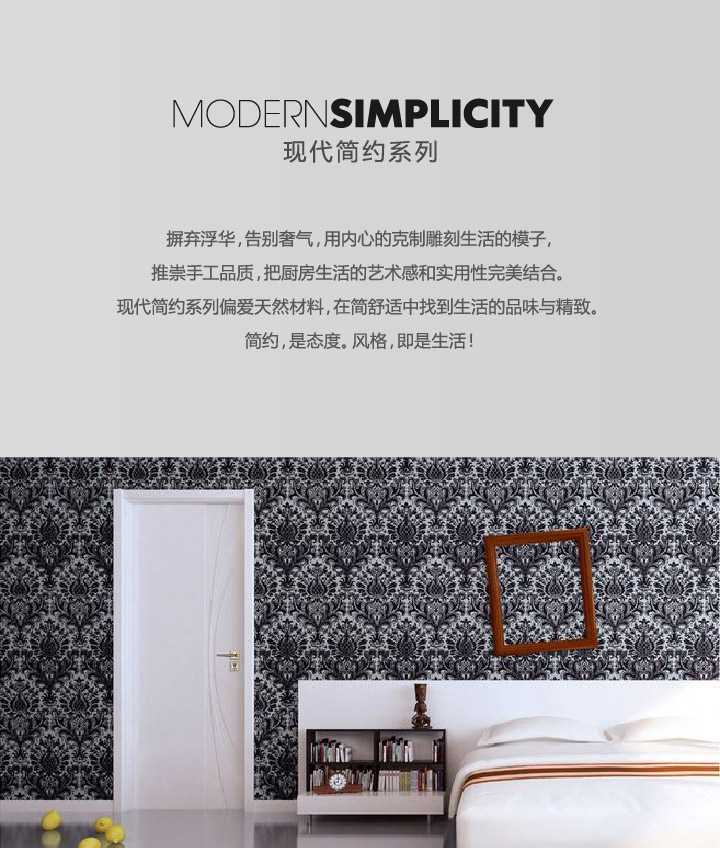 MODERNSIMPLICITY
现代简约系列
摒弃浮华,告别奢气,用内心的克制雕刻生活的模子,
推崇手工品质,把厨房生活的艺术感和实用性完美结合。
现代简约系列偏爱天然材料,在简舒适中找到生活的品味与精致。
简约,是态度。风格,即是生活!